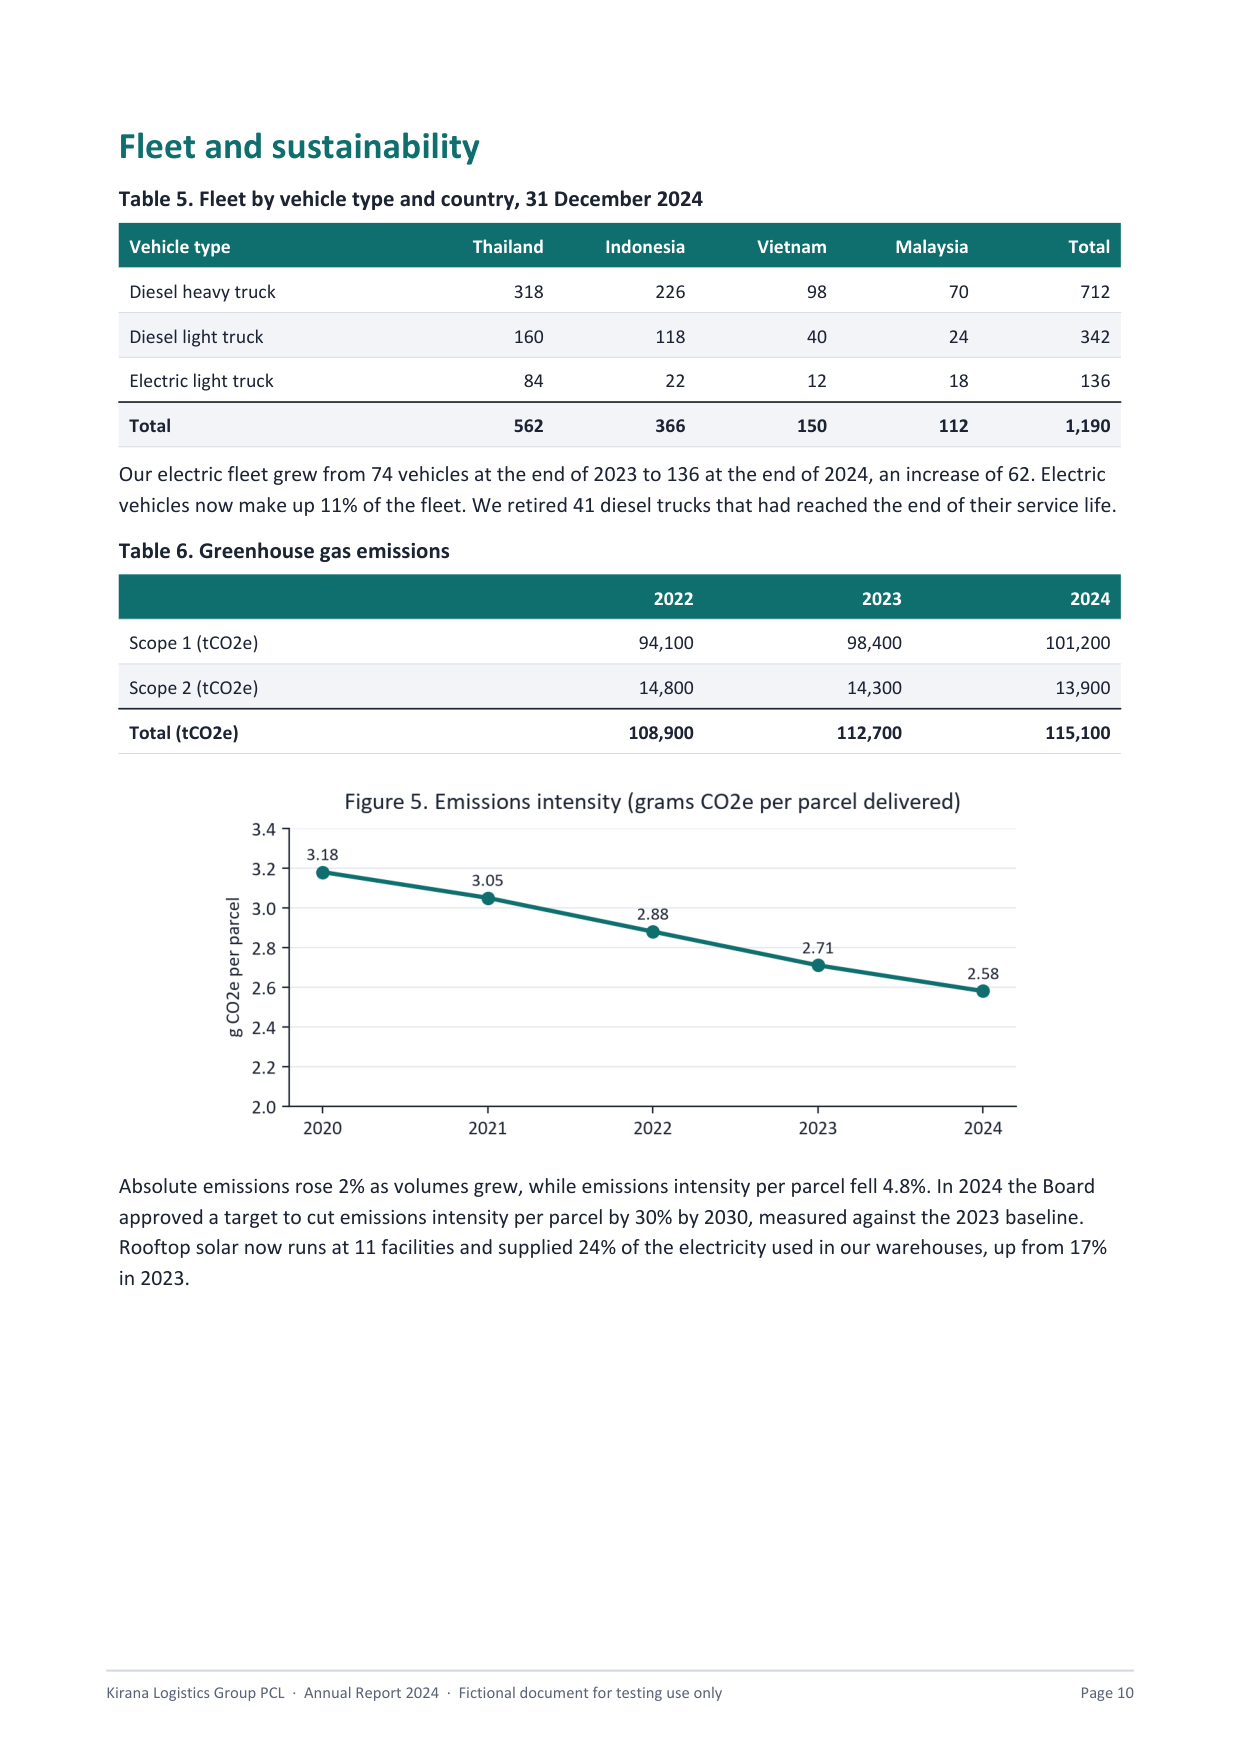 Fleet and sustainability
Table 5. Fleet by vehicle type and country, 31 December 2024
Vehicle type Thailand Indonesia Vietnam Malaysia Total
Diesel heavy truck 318 226 98 70 712
Diesel light truck 160 118 40 24 342
Electric light truck 84 22 12 18 136
Total 562 366 150 112 1,190
Our electric fleet grew from 74 vehicles at the end of 2023 to 136 at the end of 2024, an increase of 62. Electric
vehicles now make up 11% of the fleet. We retired 41 diesel trucks that had reached the end of their service life.
Table 6. Greenhouse gas emissions
2022 2023 2024
Scope 1 (tCO2e) 94,100 98,400 101,200
Scope 2 (tCO2e) 14,800 14,300 13,900
Total (tCO2e) 108,900 112,700 115,100
Figure 5. Emissions intensity (grams CO2e per parcel delivered)
g CO2e per parcel
3.4
3.2
3.0
2.8
2.6
2.4
2.2
2.0
3.18
3.05
2.88
2.71
2.58
2020 2021 2022 2023 2024
Absolute emissions rose 2% as volumes grew, while emissions intensity per parcel fell 4.8%. In 2024 the Board
approved a target to cut emissions intensity per parcel by 30% by 2030, measured against the 2023 baseline.
Rooftop solar now runs at 11 facilities and supplied 24% of the electricity used in our warehouses, up from 17%
in 2023.
Kirana Logistics Group PCL · Annual Report 2024 · Fictional document for testing use only Page 10